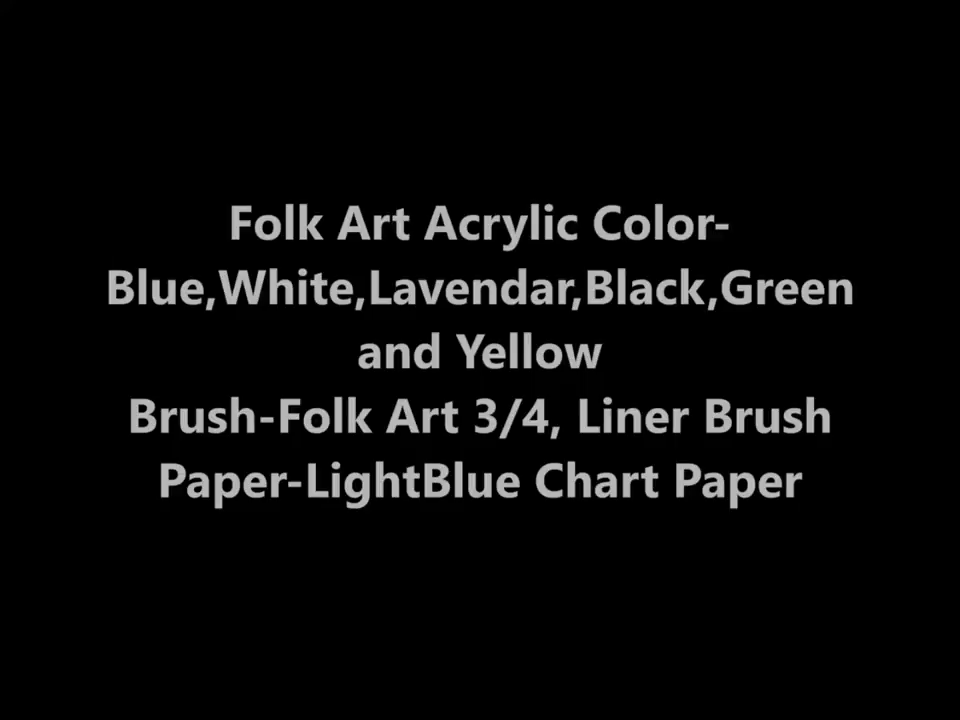 Folk Art Acrylic Color-
Blue,White,Lavendar,Black,Green
and Yellow
Brush-Folk Art 3/4, Liner Brush
Paper-LightBlue Chart Paper